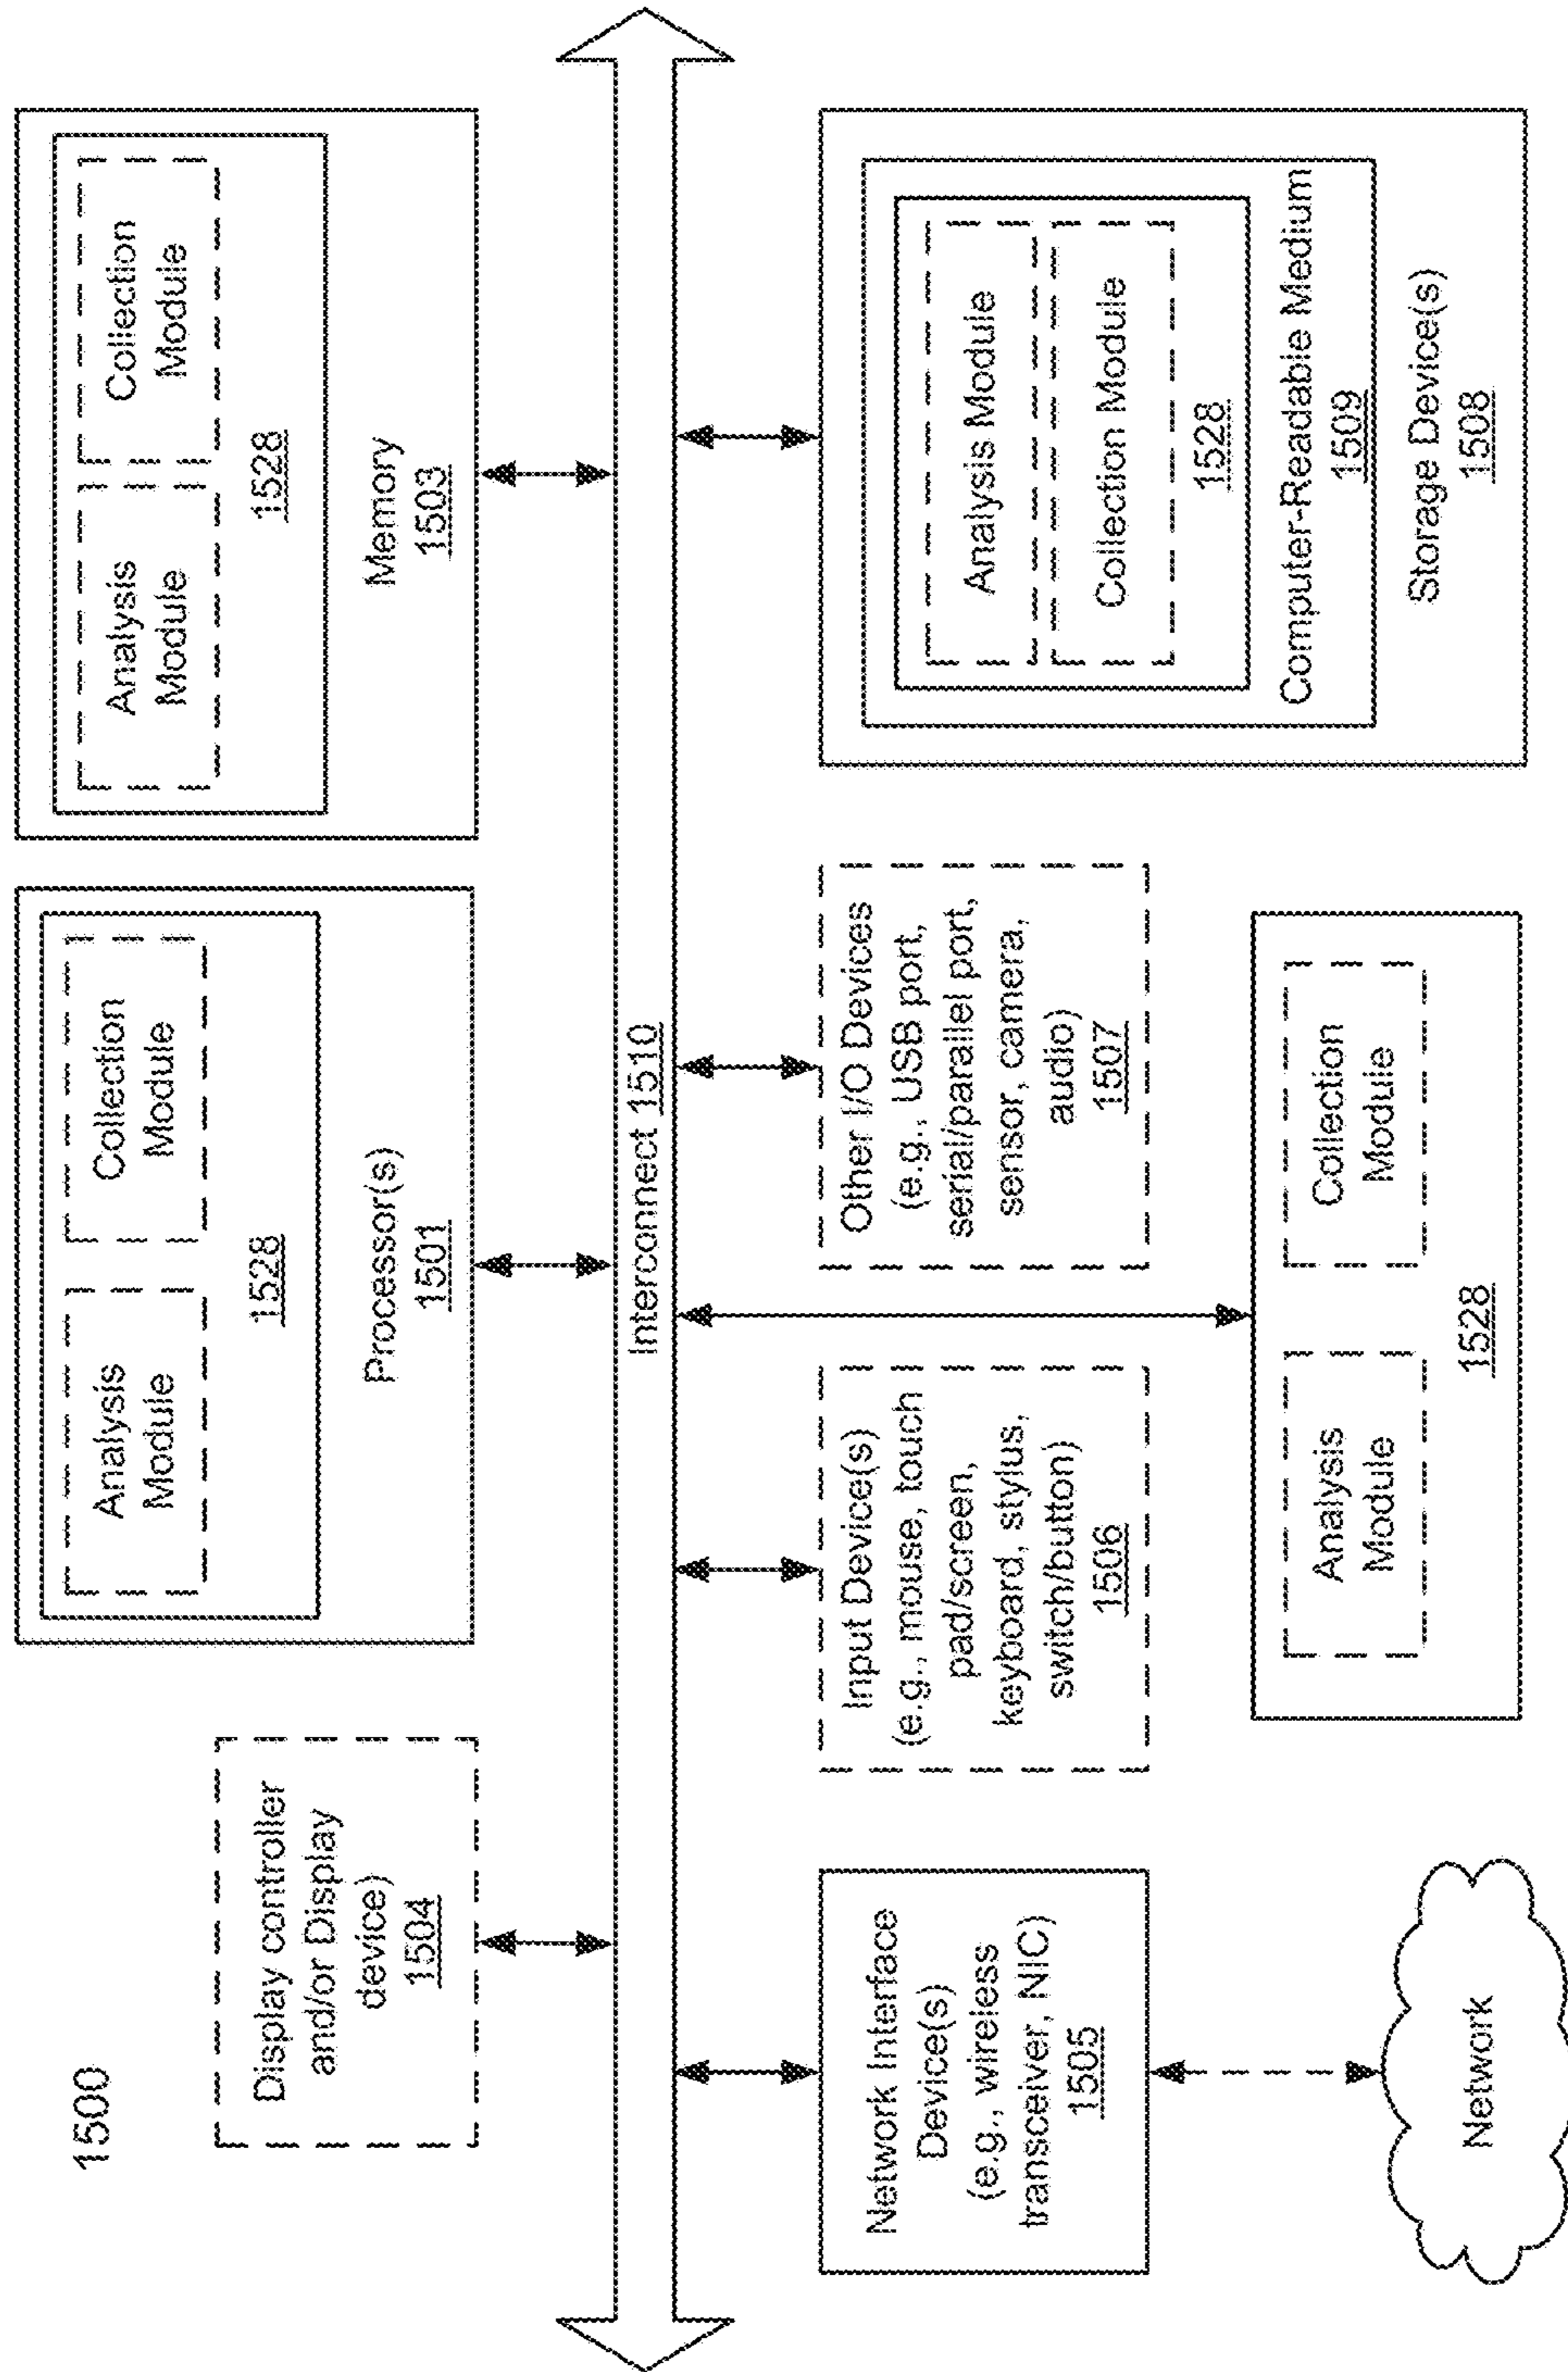 1500
Display controller
and/or Display
device)
1504
Analysis
Module
Collection
Module
1528
Processor(s)
1501
Analysis
Module
Collection
Module
1528
Memory
1503
Interconnect 1510
Network Interface
Device(s)
(e.g., wireless
transceiver, NIC)
1505
Network
Input Device(s)
(e.g., mouse, touch
pad/screen,
keyboard, stylus,
switch/button)
1506
Other I/O Devices
(e.g., USB port,
serial/parallel port,
sensor, camera,
audio)
1507
Analysis
Module
Collection
Module
1528
Analysis Module
Collection Module
1528
Computer-Readable Medium
1509
Storage Device(s)
1508